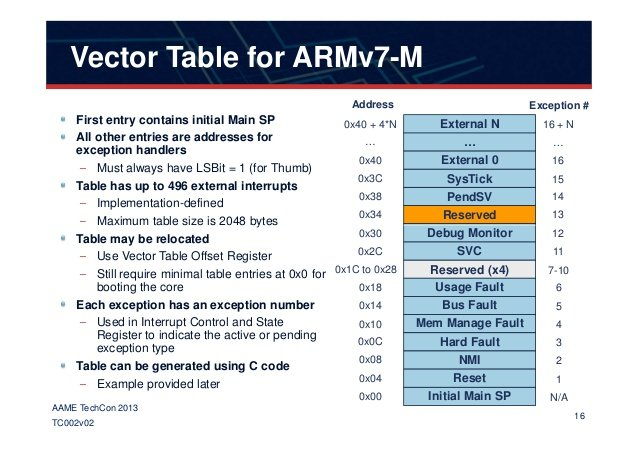 Vector Table for ARMv7-M
First entry contains initial Main SP
All other entries are addresses for
exception handlers
– Must always have LSBit = 1 (for Thumb)
Table has up to 496 external interrupts
– Implementation-defined
– Maximum table size is 2048 bytes
Table may be relocated
– Use Vector Table Offset Register
– Still require minimal table entries at 0x0 for
booting the core
Each exception has an exception number
– Used in Interrupt Control and State
Register to indicate the active or pending
exception type
Table can be generated using C code
– Example provided later
Address Exception #
0x40 + 4*N External N 16 + N
... ... ...
0x40 External 0 16
0x3C SysTick 15
0x38 PendSV 14
0x34 Reserved 13
0x30 Debug Monitor 12
0x2C SVC 11
0x1C to 0x28 Reserved (x4) 7-10
0x18 Usage Fault 6
0x14 Bus Fault 5
0x10 Mem Manage Fault 4
0x0C Hard Fault 3
0x08 NMI 2
0x04 Reset 1
0x00 Initial Main SP N/A
AAME TechCon 2013
TC002v02
16